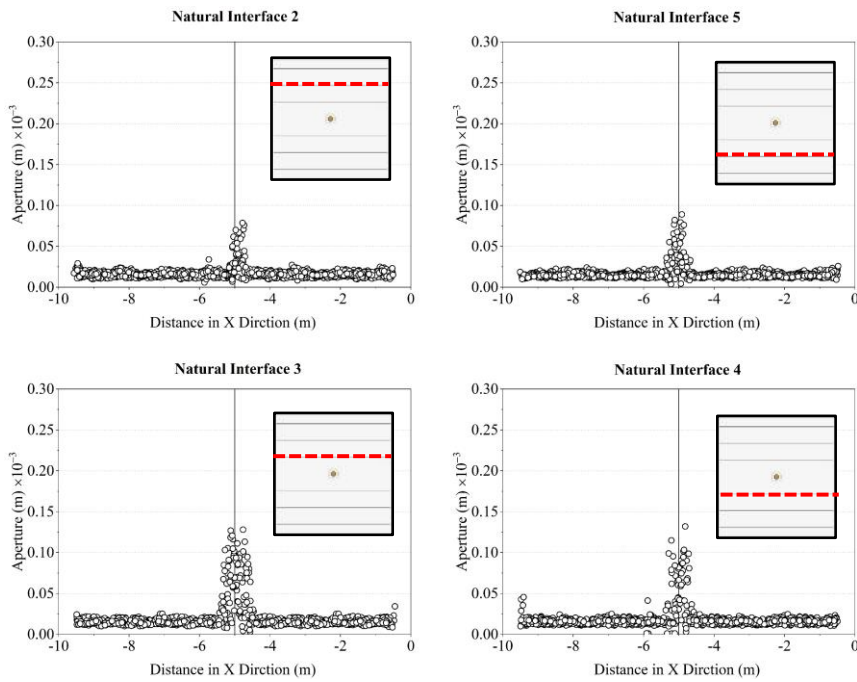 Natural Interface 2
0.30
0.25
0.20
0.15
0.10
0.05
0.00
Aperture (m) ×10⁻³
-10 -8 -6 -4 -2 0
Distance in X Dirction (m)
Natural Interface 5
0.30
0.25
0.20
0.15
0.10
0.05
0.00
Aperture (m) ×10⁻³
-10 -8 -6 -4 -2 0
Distance in X Dirction (m)
Natural Interface 3
0.30
0.25
0.20
0.15
0.10
0.05
0.00
Aperture (m) ×10⁻³
-10 -8 -6 -4 -2 0
Distance in X Dirction (m)
Natural Interface 4
0.30
0.25
0.20
0.15
0.10
0.05
0.00
Aperture (m) ×10⁻³
-10 -8 -6 -4 -2 0
Distance in X Dirction (m)